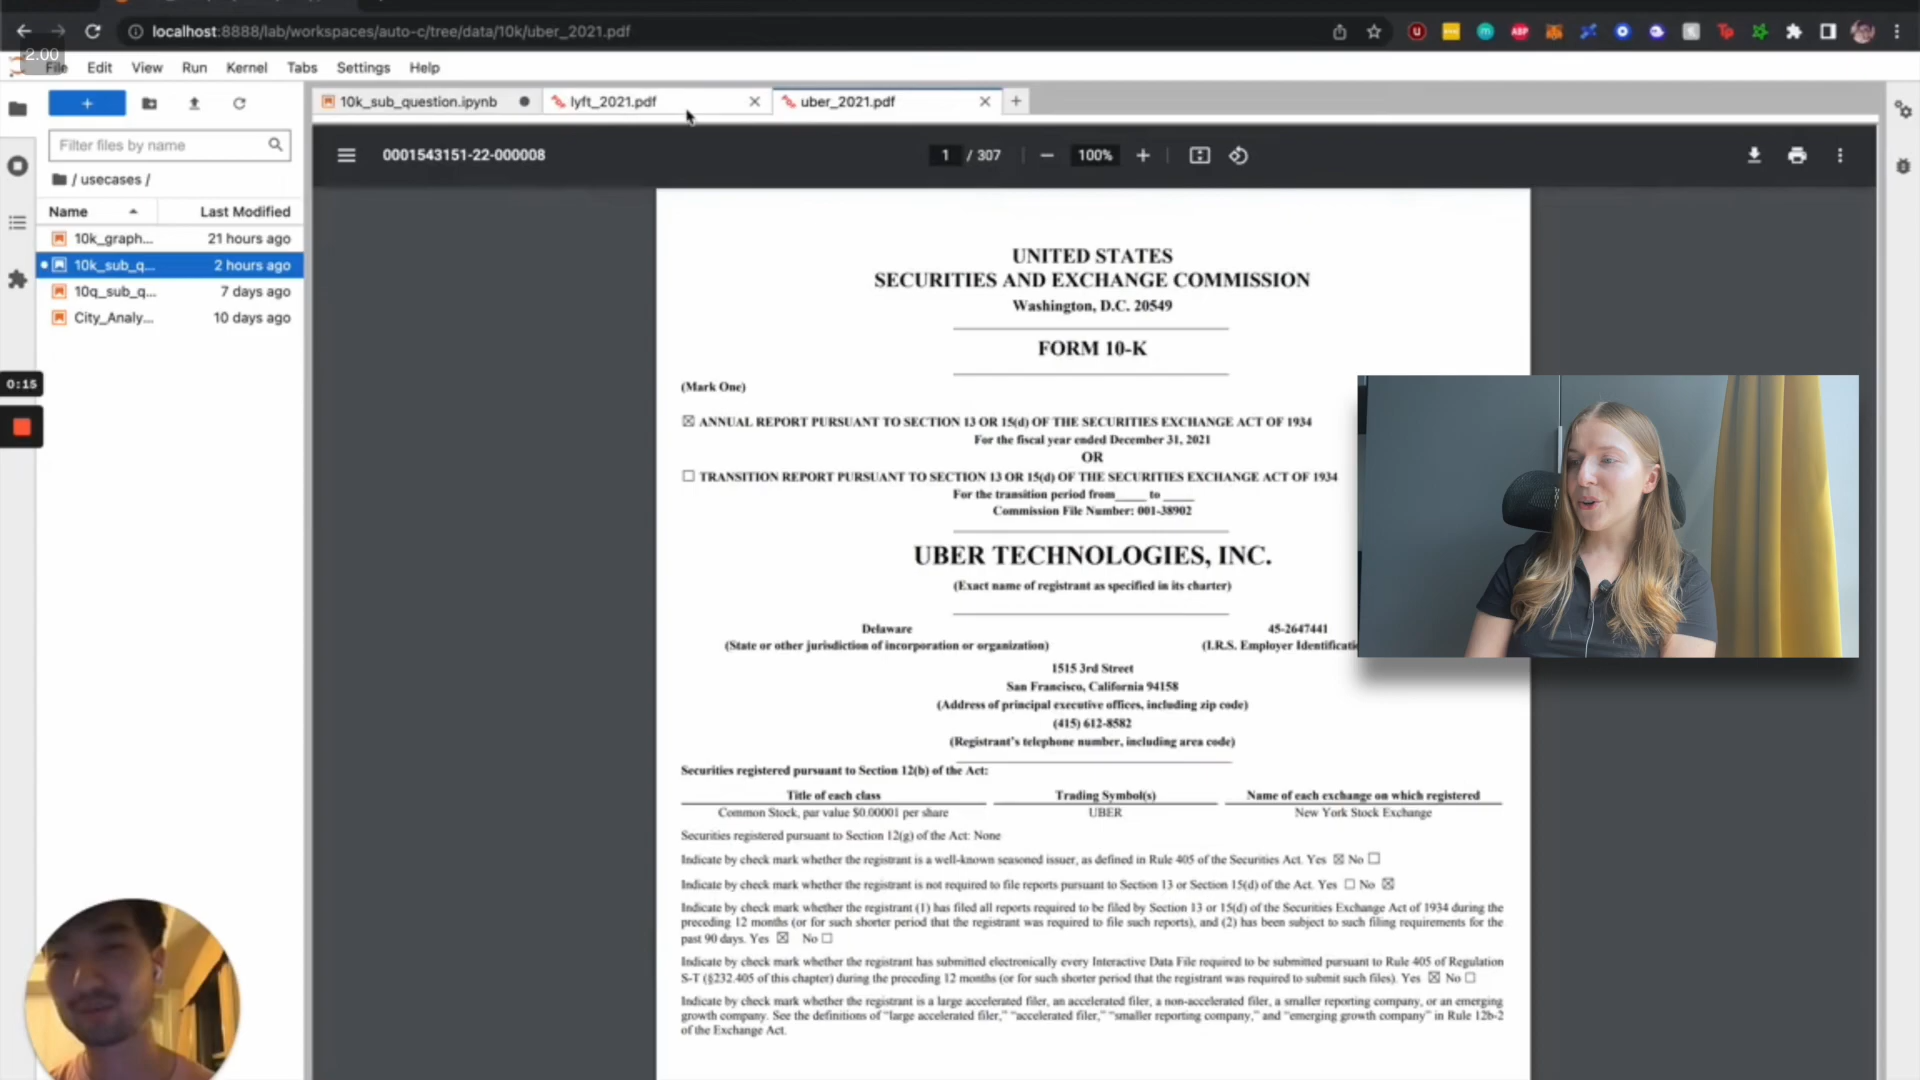 localhost:8888/lab/workspaces/auto-c/tree/data/10k/uber_2021.pdf
2.00
File Edit View Run Kernel Tabs Settings Help
10k_sub_question.ipynb
lyft_2021.pdf
uber_2021.pdf
Filter files by name
/ usecases /
Name Last Modified
10k_graph... 21 hours ago
10k_sub_q... 2 hours ago
10q_sub_q... 7 days ago
City_Analy... 10 days ago
0:15
0001543151-22-000008
1 / 307
100%
UNITED STATES
SECURITIES AND EXCHANGE COMMISSION
Washington, D.C. 20549
FORM 10-K
(Mark One)
☒ ANNUAL REPORT PURSUANT TO SECTION 13 OR 15(d) OF THE SECURITIES EXCHANGE ACT OF 1934
For the fiscal year ended December 31, 2021
OR
☐ TRANSITION REPORT PURSUANT TO SECTION 13 OR 15(d) OF THE SECURITIES EXCHANGE ACT OF 1934
For the transition period from_____ to _____
Commission File Number: 001-38902
UBER TECHNOLOGIES, INC.
(Exact name of registrant as specified in its charter)
Delaware 45-2647441
(State or other jurisdiction of incorporation or organization) (I.R.S. Employer Identificati
1515 3rd Street
San Francisco, California 94158
(Address of principal executive offices, including zip code)
(415) 612-8582
(Registrant's telephone number, including area code)
Securities registered pursuant to Section 12(b) of the Act:
Title of each class Trading Symbol(s) Name of each exchange on which registered
Common Stock, par value $0.00001 per share UBER New York Stock Exchange
Securities registered pursuant to Section 12(g) of the Act: None
Indicate by check mark whether the registrant is a well-known seasoned issuer, as defined in Rule 405 of the Securities Act. Yes ☒ No ☐
Indicate by check mark whether the registrant is not required to file reports pursuant to Section 13 or Section 15(d) of the Act. Yes ☐ No ☒
Indicate by check mark whether the registrant (1) has filed all reports required to be filed by Section 13 or 15(d) of the Securities Exchange Act of 1934 during the
preceding 12 months (or for such shorter period that the registrant was required to file such reports), and (2) has been subject to such filing requirements for the
past 90 days. Yes ☒ No ☐
Indicate by check mark whether the registrant has submitted electronically every Interactive Data File required to be submitted pursuant to Rule 405 of Regulation
S-T (§232.405 of this chapter) during the preceding 12 months (or for such shorter period that the registrant was required to submit such files). Yes ☒ No ☐
Indicate by check mark whether the registrant is a large accelerated filer, an accelerated filer, a non-accelerated filer, a smaller reporting company, or an emerging
growth company. See the definitions of "large accelerated filer," "accelerated filer," "smaller reporting company," and "emerging growth company" in Rule 12b-2
of the Exchange Act.